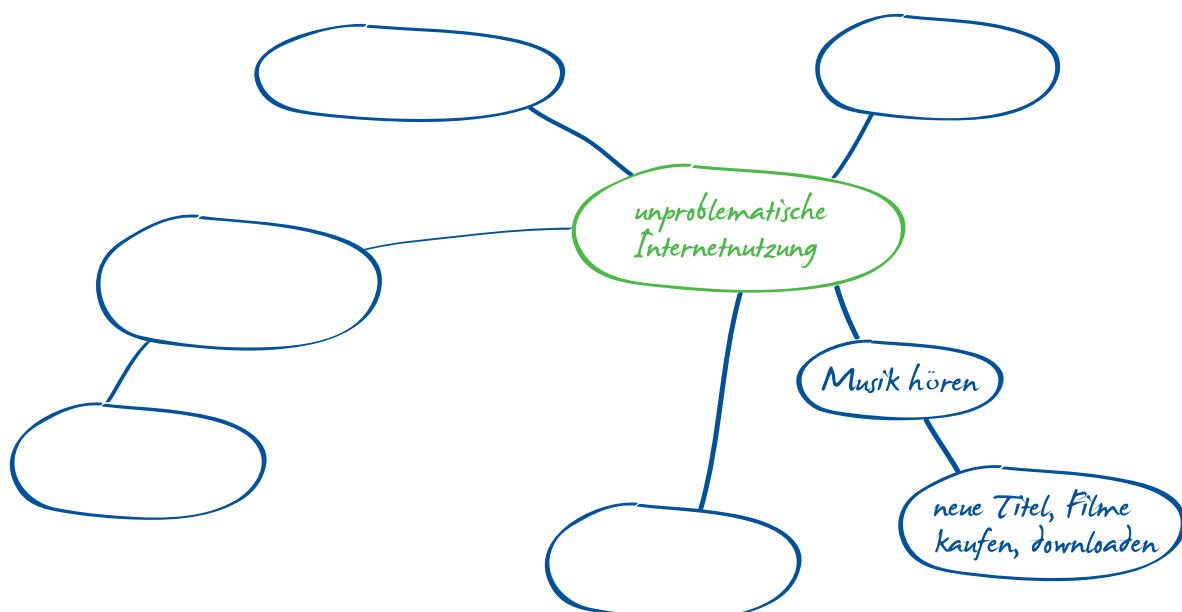 unproblematische
Internetnutzung
Musik hören
neue Titel, Filme
kaufen, downloaden